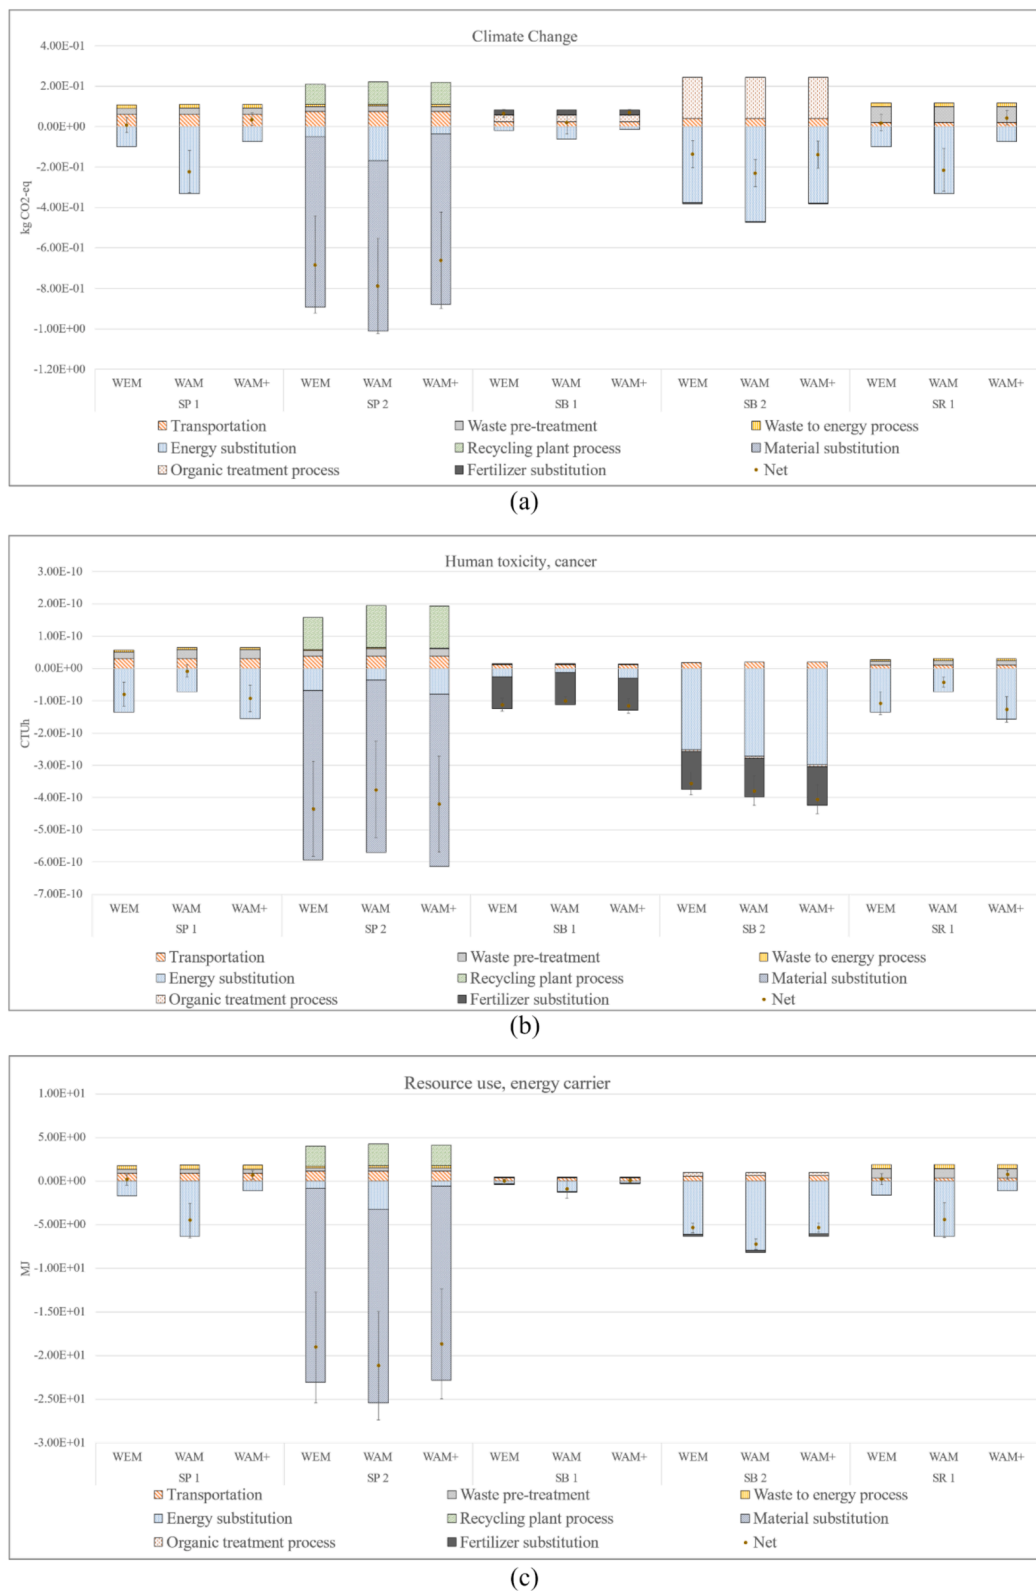 Climate Change
4.00E-01
2.00E-01
0.00E+00
-2.00E-01
-4.00E-01
-6.00E-01
-8.00E-01
-1.00E+00
-1.20E+00
kg CO2-eq
WEM WAM WAM+ WEM WAM WAM+ WEM WAM WAM+ WEM WAM WAM+ WEM WAM WAM+
SP 1 SP 2 SB 1 SB 2 SR 1
Transportation Waste pre-treatment Waste to energy process
Energy substitution Recycling plant process Material substitution
Organic treatment process Fertilizer substitution Net
(a)
Human toxicity, cancer
3.00E-10
2.00E-10
1.00E-10
0.00E+00
-1.00E-10
-2.00E-10
-3.00E-10
-4.00E-10
-5.00E-10
-6.00E-10
-7.00E-10
CTUh
WEM WAM WAM+ WEM WAM WAM+ WEM WAM WAM+ WEM WAM WAM+ WEM WAM WAM+
SP 1 SP 2 SB 1 SB 2 SR 1
Transportation Waste pre-treatment Waste to energy process
Energy substitution Recycling plant process Material substitution
Organic treatment process Fertilizer substitution Net
(b)
Resource use, energy carrier
1.00E+01
5.00E+00
0.00E+00
-5.00E+00
-1.00E+01
-1.50E+01
-2.00E+01
-2.50E+01
-3.00E+01
MJ
WEM WAM WAM+ WEM WAM WAM+ WEM WAM WAM+ WEM WAM WAM+ WEM WAM WAM+
SP 1 SP 2 SB 1 SB 2 SR 1
Transportation Waste pre-treatment Waste to energy process
Energy substitution Recycling plant process Material substitution
Organic treatment process Fertilizer substitution Net
(c)